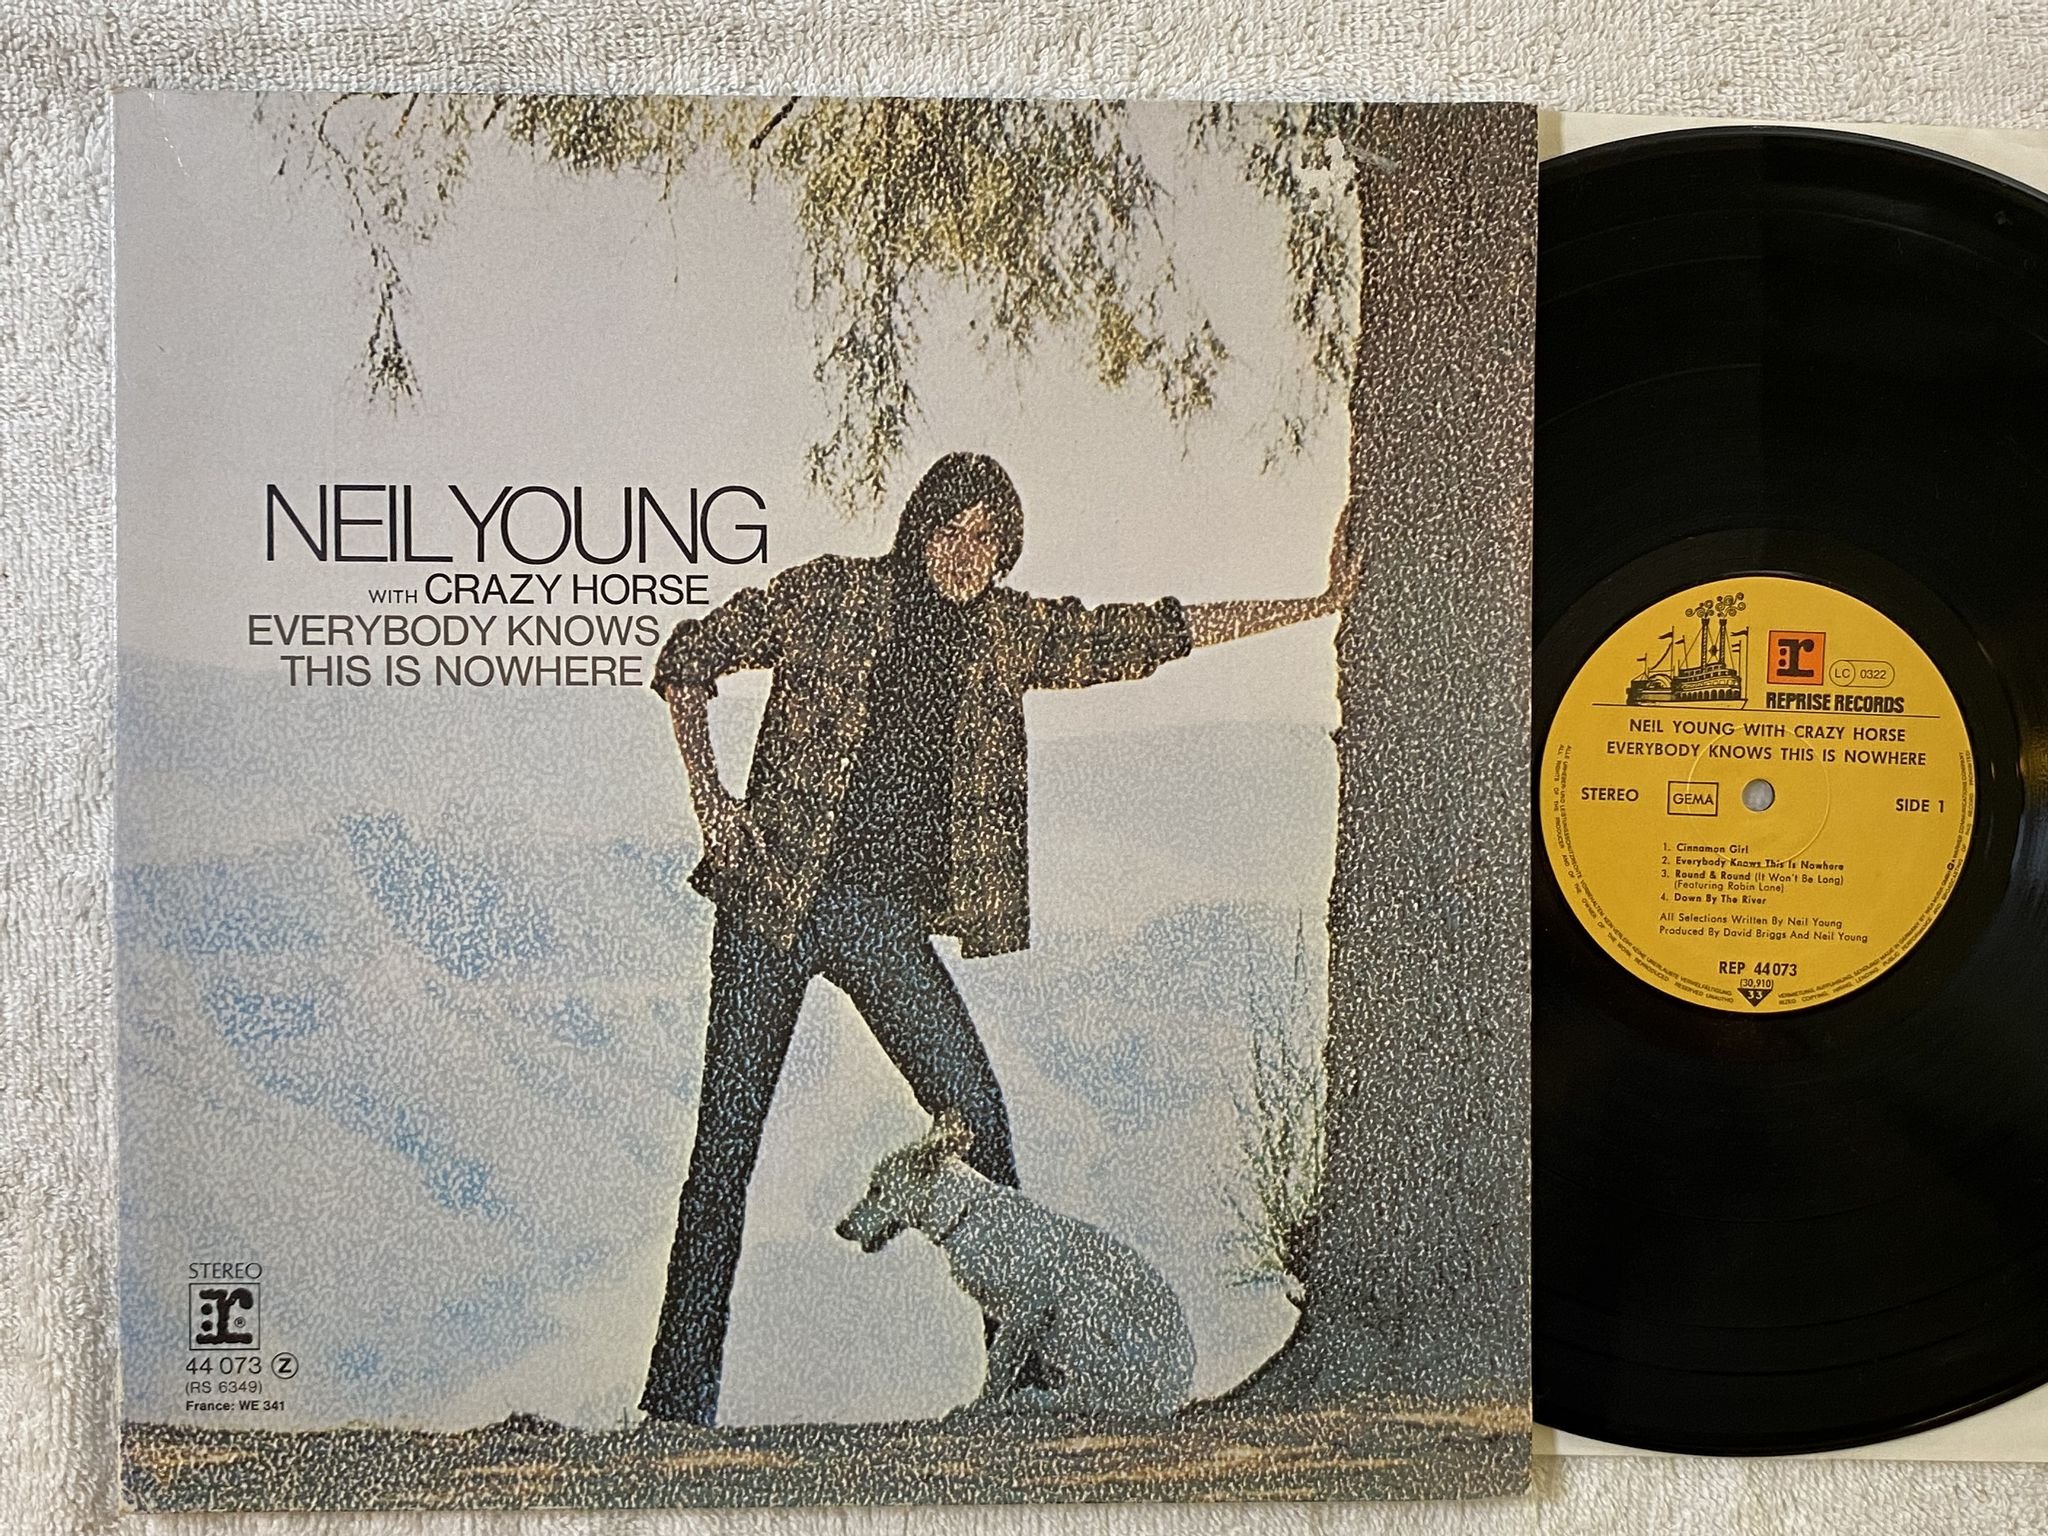 NEIL YOUNG
WITH CRAZY HORSE
EVERYBODY KNOWS
THIS IS NOWHERE
STEREO
r®
44 073 Z
(RS 6349)
France: WE 341
r
LC 0322
REPRISE RECORDS
NEIL YOUNG WITH CRAZY HORSE
EVERYBODY KNOWS THIS IS NOWHERE
STEREO
GEMA
SIDE 1
1. Cinnamon Girl
2. Everybody Knows This Is Nowhere
3. Round & Round (It Won't Be Long)
(Featuring Robin Lane)
4. Down By The River
All Selections Written By Neil Young
Produced By David Briggs And Neil Young
REP 44 073
(30,910)
33